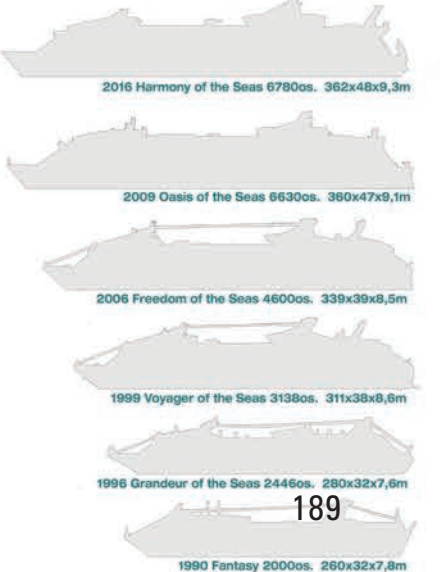 2016 Harmony of the Seas 6780os. 362x48x9,3m
2009 Oasis of the Seas 6630os. 360x47x9,1m
2006 Freedom of the Seas 4600os. 339x39x8,5m
1999 Voyager of the Seas 3138os. 311x38x8,6m
1996 Grandeur of the Seas 2446os. 280x32x7,6m
189
1990 Fantasy 2000os. 260x32x7,8m